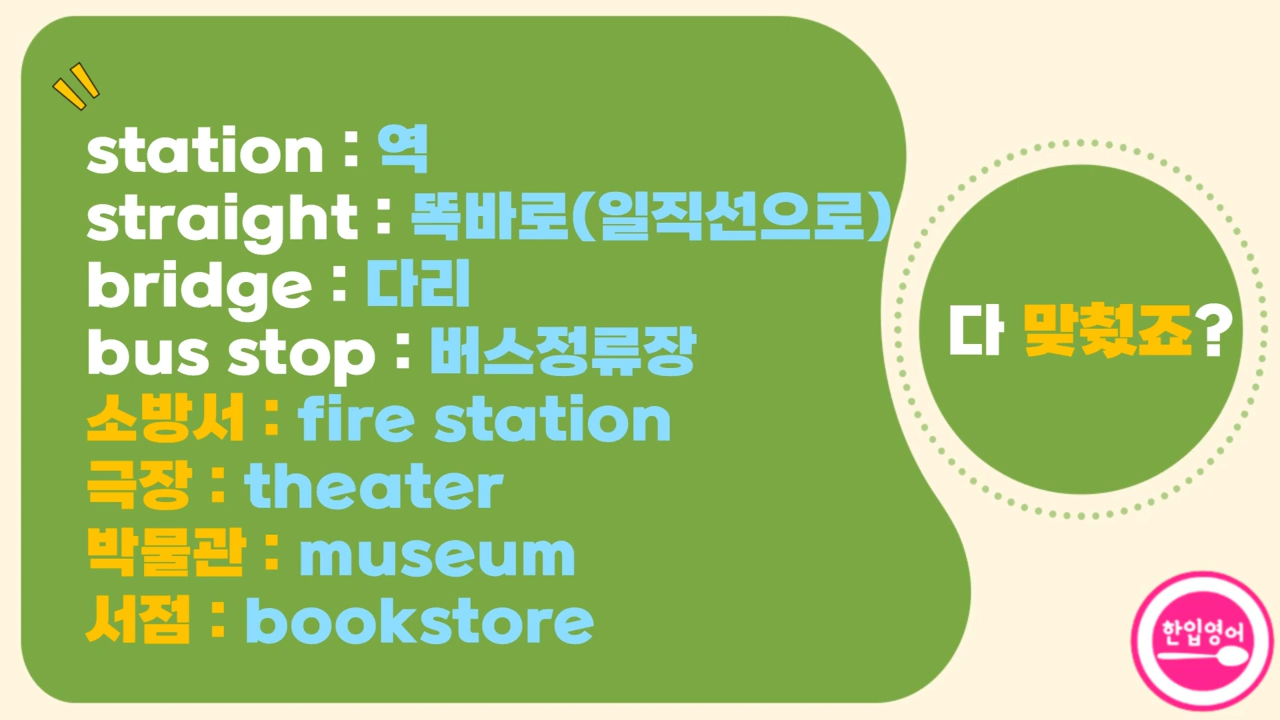 station : 역
straight : 똑바로(일직선으로)
bridge : 다리
bus stop : 버스정류장
소방서 : fire station
극장 : theater
박물관 : museum
서점 : bookstore
다 맞췄죠?
한입영어